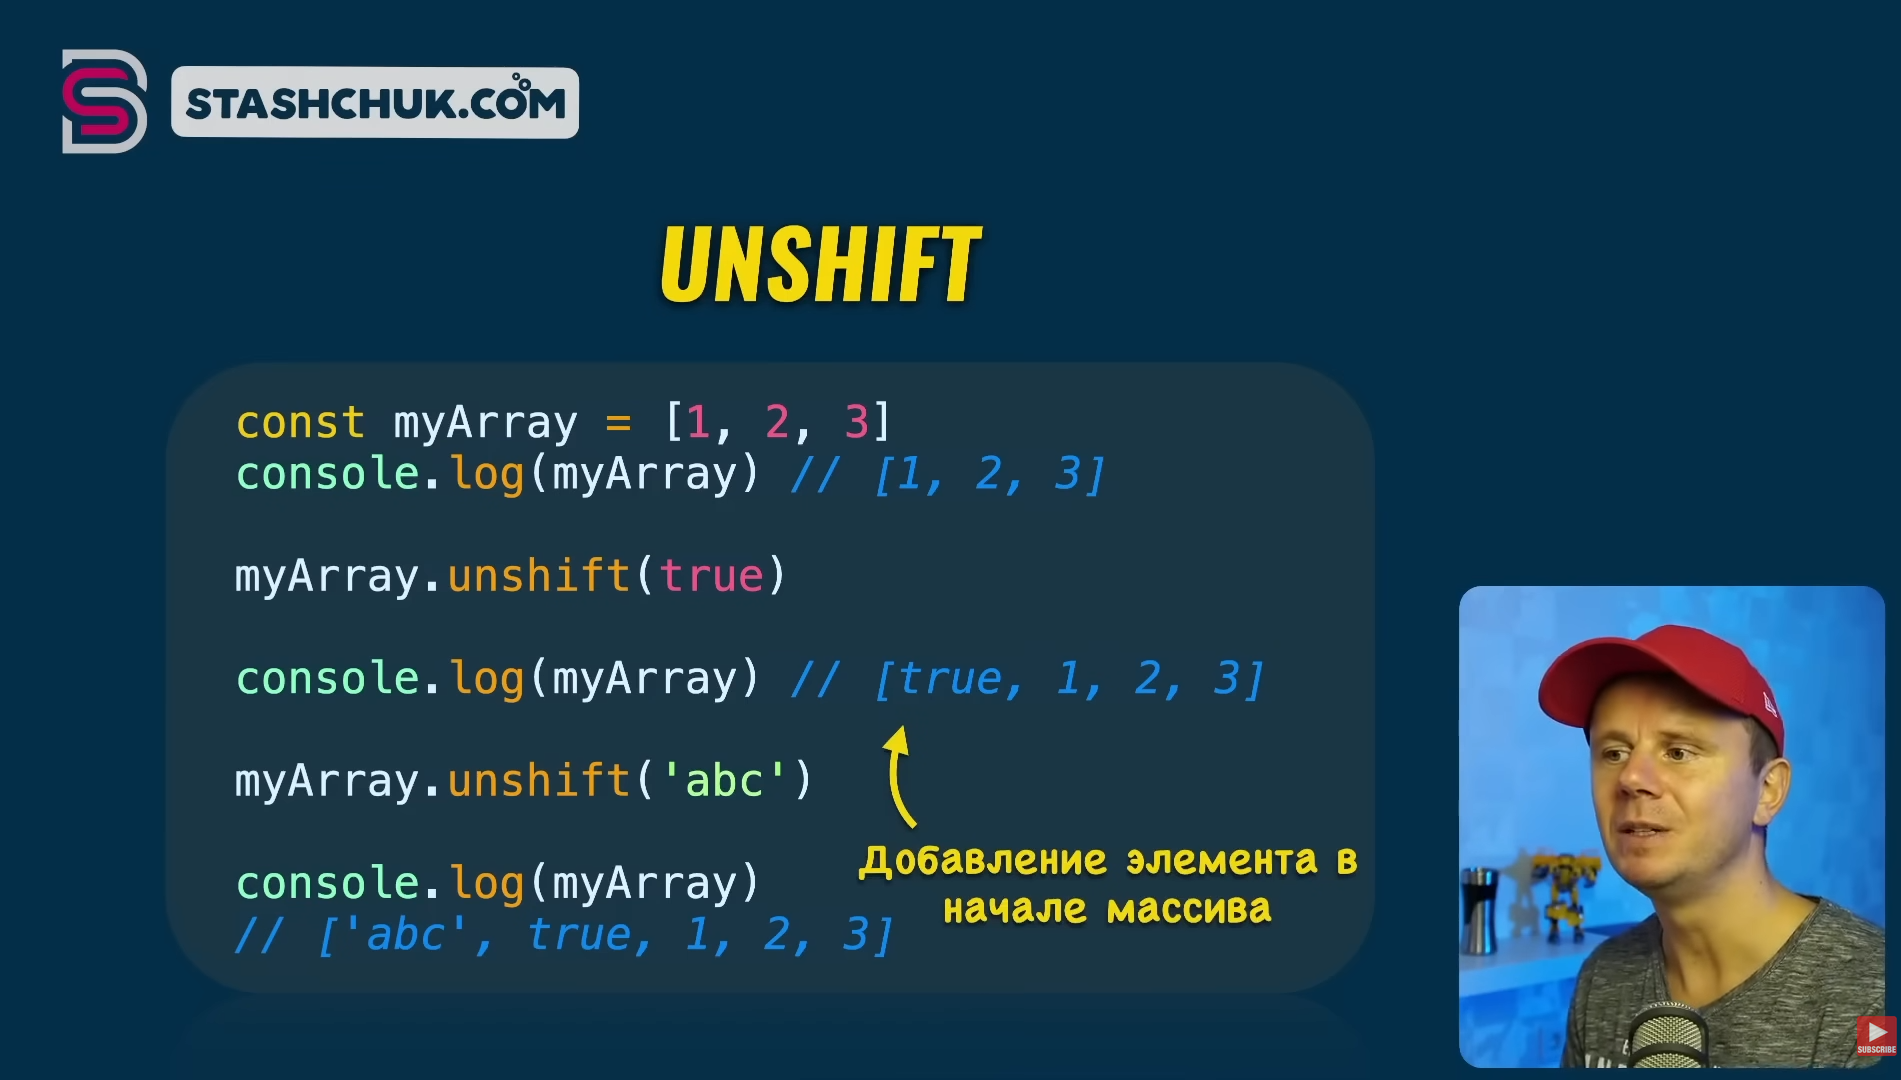 STASHCHUK.COM
UNSHIFT
const myArray = [1, 2, 3]
console.log(myArray) // [1, 2, 3]
myArray.unshift(true)
console.log(myArray) // [true, 1, 2, 3]
myArray.unshift('abc')
Добавление элемента в
начале массива
console.log(myArray)
// ['abc', true, 1, 2, 3]
SUBSCRIBE